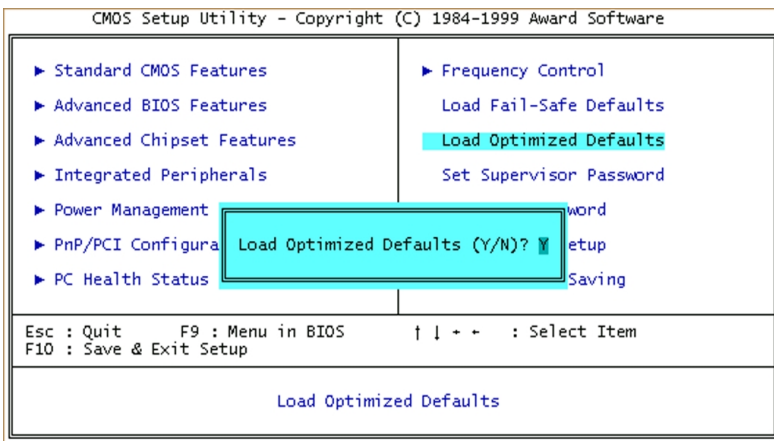 CMOS Setup Utility - Copyright (C) 1984-1999 Award Software
▶ Standard CMOS Features
▶ Advanced BIOS Features
▶ Advanced Chipset Features
▶ Integrated Peripherals
▶ Power Management
▶ PnP/PCI Configura
▶ PC Health Status
▶ Frequency Control
Load Fail-Safe Defaults
Load Optimized Defaults
Set Supervisor Password
word
etup
Saving
Load Optimized Defaults (Y/N)? Y
Esc : Quit F9 : Menu in BIOS ↑ ↓ + ← : Select Item
F10 : Save & Exit Setup
Load Optimized Defaults